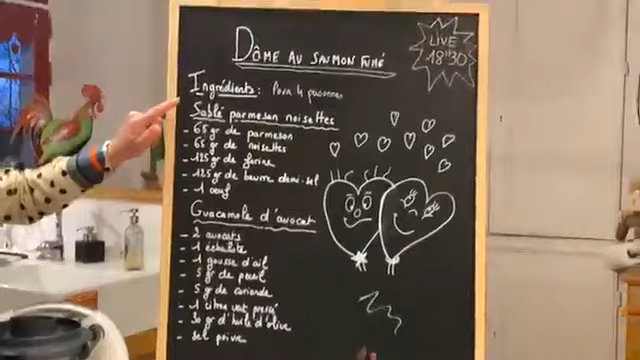 Dôme au saumon fumé
LIVE
18H30
Ingrédients : Pour 4 personnes
Sablé parmesan noisettes
- 65 gr de parmesan
- 65 gr de noisettes
- 125 gr de farine
- 125 gr de beurre demi-sel
- 1 oeuf
Guacamole d'avocat
- 2 avocats
- 1 échalote
- 1 gousse d'ail
- 5 gr de persil
- 5 gr de coriande
- 1 citron vert pressé
- 30 gr d'huile d'olive
- Sel poivre